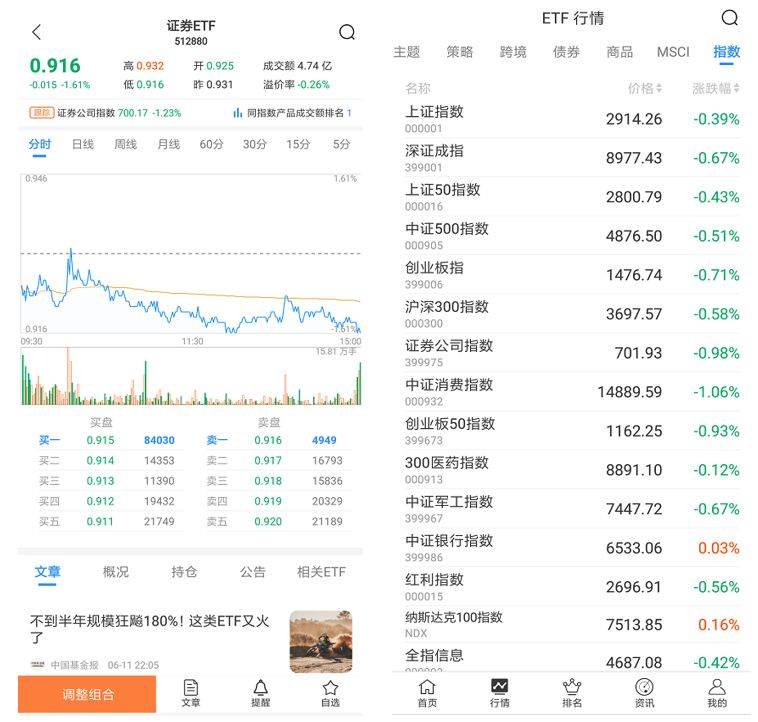 证券ETF
512880
0.916
-0.015 -1.61%
高 0.932 开 0.925 成交额 4.74 亿
低 0.916 昨 0.931 溢价率 -0.26%
跟踪 证券公司指数 700.17 -1.23% 同指数产品成交额排名 1
分时 日线 周线 月线 60分 30分 15分 5分
0.946 1.61%
0.916 -1.61%
09:30 11:30 15:00
15.81 万手
买盘 卖盘
买一 0.915 84030 卖一 0.916 4949
买二 0.914 14353 卖二 0.917 16793
买三 0.913 11390 卖三 0.918 15836
买四 0.912 19432 卖四 0.919 20329
买五 0.911 21749 卖五 0.920 21189
文章 概况 持仓 公告 相关ETF
不到半年规模狂飚180%！这类ETF又火
了
中国基金报 06-11 22:05
调整组合 文章 提醒 自选
ETF 行情
主题 策略 跨境 债券 商品 MSCI 指数
名称 价格 涨跌幅
上证指数 2914.26 -0.39%
000001
深证成指 8977.43 -0.67%
399001
上证50指数 2800.79 -0.43%
000016
中证500指数 4876.50 -0.51%
000905
创业板指 1476.74 -0.71%
399006
沪深300指数 3697.57 -0.58%
000300
证券公司指数 701.93 -0.98%
399975
中证消费指数 14889.59 -1.06%
000932
创业板50指数 1162.25 -0.93%
399673
300医药指数 8891.10 -0.12%
000913
中证军工指数 7447.72 -0.67%
399967
中证银行指数 6533.06 0.03%
399986
红利指数 2696.91 -0.56%
000015
纳斯达克100指数 7513.85 0.16%
NDX
全指信息 4687.08 -0.42%
首页 行情 排名 资讯 我的